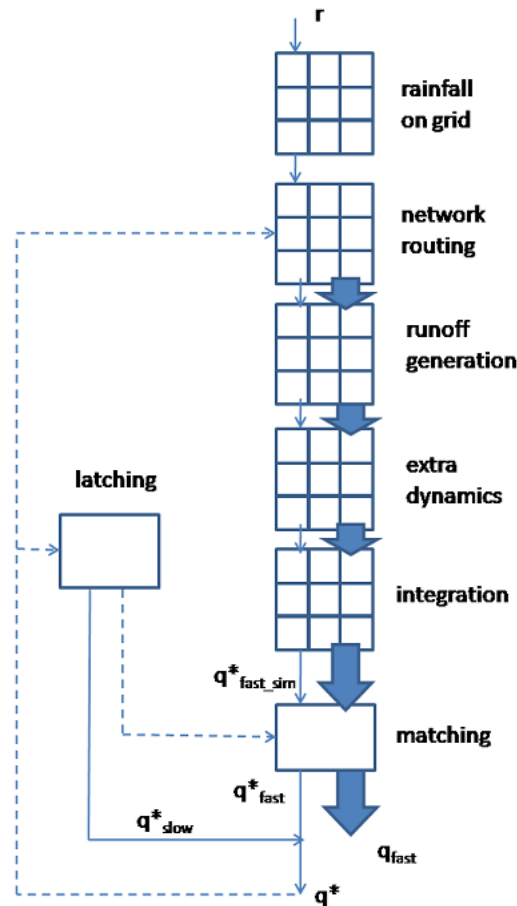 r
rainfall
on grid
network
routing
runoff
generation
latching
extra
dynamics
integration
q*fast_sim
matching
q*fast
q*slow
qfast
q*